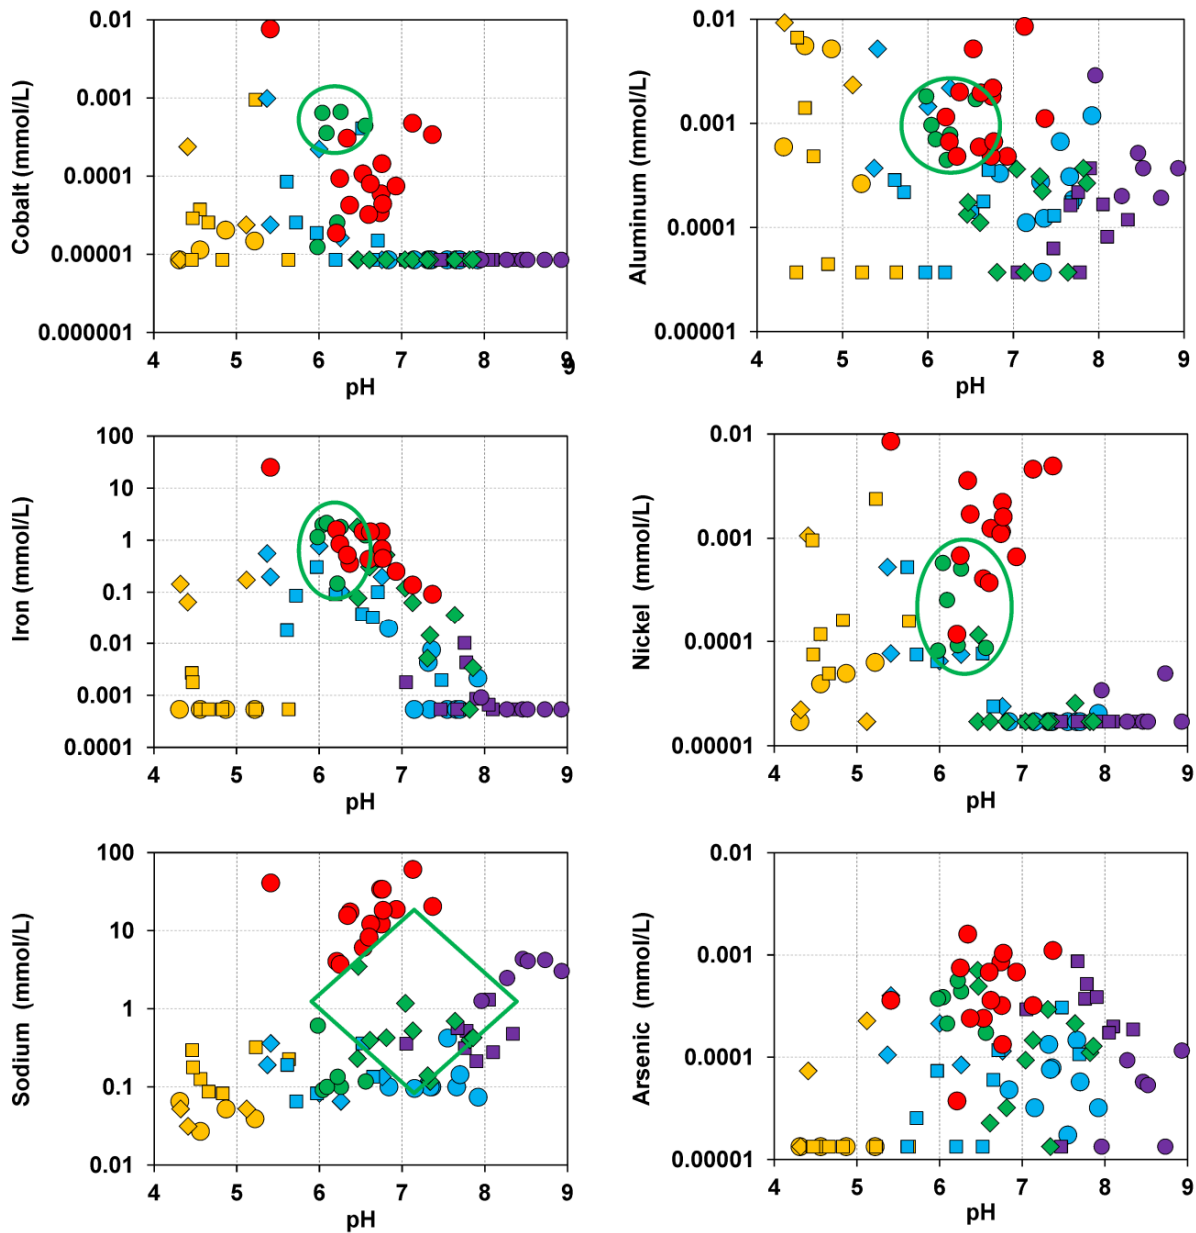 Cobalt (mmol/L)
0.01
0.001
0.0001
0.00001
0.000001
4 5 6 7 8 9
9
pH
Aluminum (mmol/L)
0.01
0.001
0.0001
0.00001
4 5 6 7 8 9
pH
Iron (mmol/L)
100
10
1
0.1
0.01
0.001
0.0001
4 5 6 7 8 9
pH
Nickel (mmol/L)
0.01
0.001
0.0001
0.00001
4 5 6 7 8 9
pH
Sodium (mmol/L)
100
10
1
0.1
0.01
4 5 6 7 8 9
pH
Arsenic (mmol/L)
0.01
0.001
0.0001
0.00001
4 5 6 7 8 9
pH